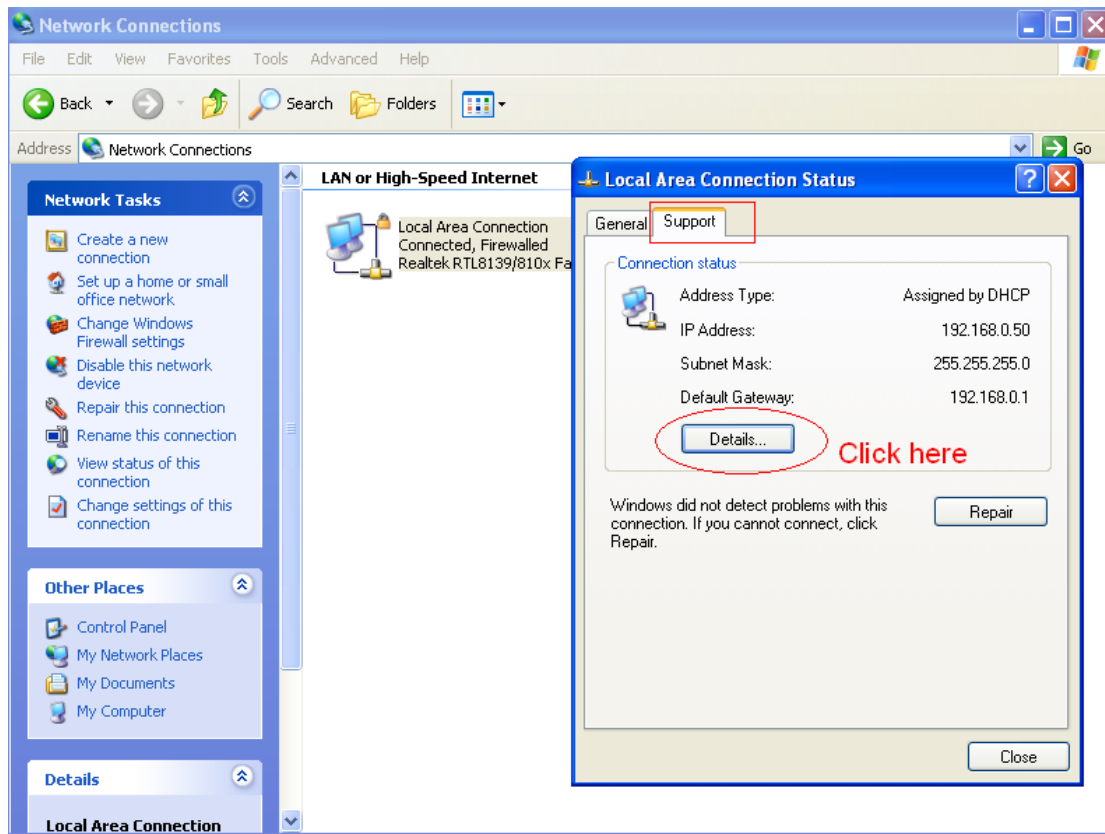 Network Connections
File Edit View Favorites Tools Advanced Help
Back Search Folders
Address Network Connections Go
Network Tasks
Create a new
connection
Set up a home or small
office network
Change Windows
Firewall settings
Disable this network
device
Repair this connection
Rename this connection
View status of this
connection
Change settings of this
connection
Other Places
Control Panel
My Network Places
My Documents
My Computer
Details
Local Area Connection
LAN or High-Speed Internet
Local Area Connection
Connected, Firewalled
Realtek RTL8139/810x Fa
Local Area Connection Status
General Support
Connection status
Address Type: Assigned by DHCP
IP Address: 192.168.0.50
Subnet Mask: 255.255.255.0
Default Gateway: 192.168.0.1
Details...
Click here
Windows did not detect problems with this
connection. If you cannot connect, click
Repair.
Repair
Close